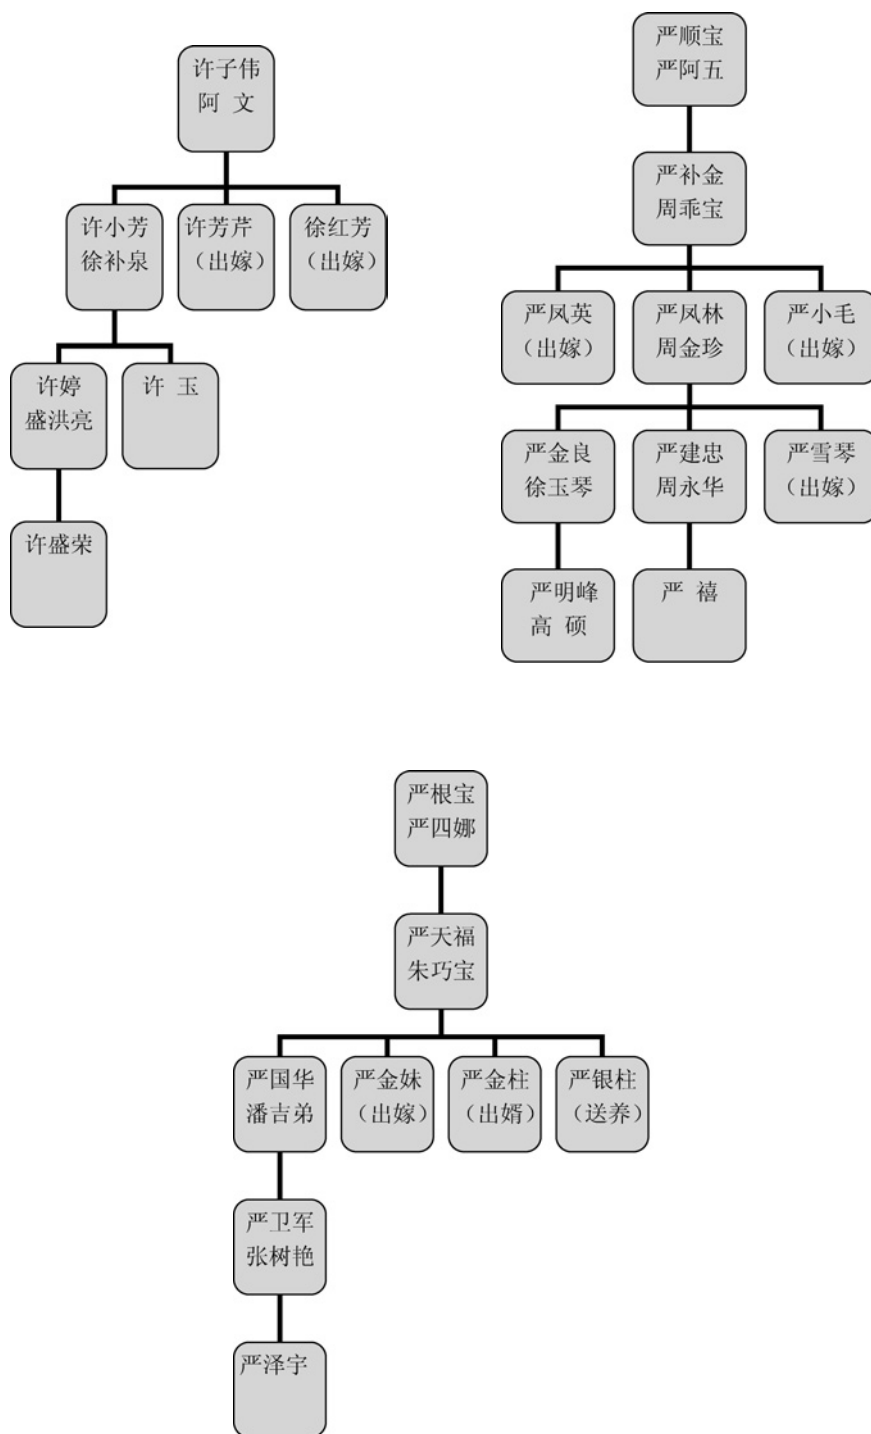 许子伟
阿 文
许小芳
徐补泉
许芳芹
（出嫁）
徐红芳
（出嫁）
许婷
盛洪亮
许 玉
许盛荣
严顺宝
严阿五
严补金
周乖宝
严凤英
（出嫁）
严凤林
周金珍
严小毛
（出嫁）
严金良
徐玉琴
严建忠
周永华
严雪琴
（出嫁）
严明峰
高 硕
严 禧
严根宝
严四娜
严天福
朱巧宝
严国华
潘吉弟
严金妹
（出嫁）
严金柱
（出婿）
严银柱
（送养）
严卫军
张树艳
严泽宇